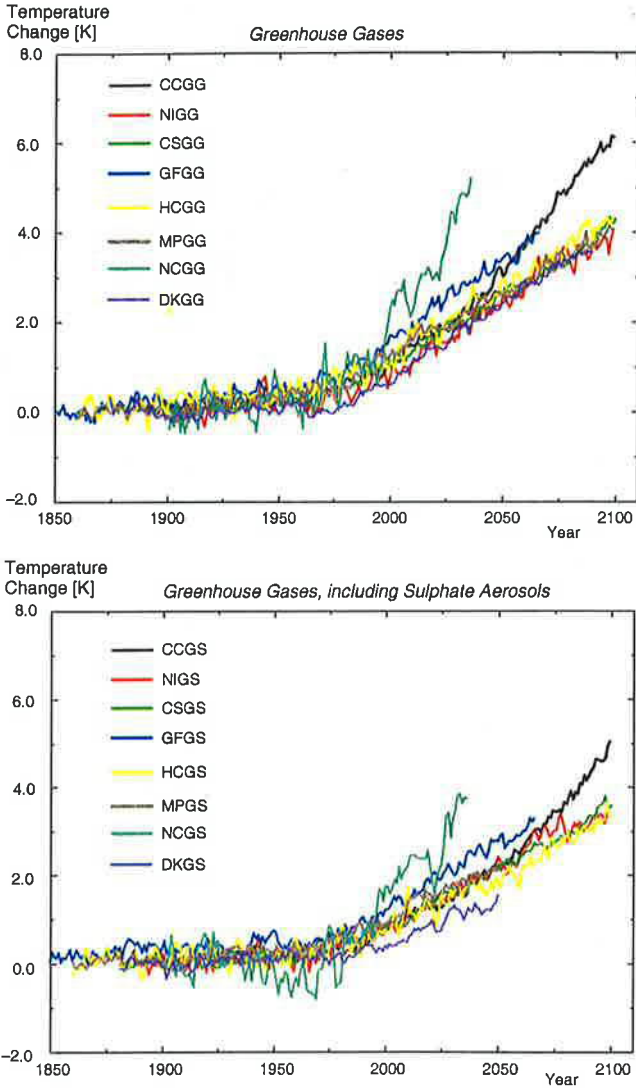 Temperature
Change [K]
Greenhouse Gases
8.0
CCGG
NIGG
6.0
CSGG
GFGG
HCGG
4.0
MPGG
NCGG
DKGG
2.0
0.0
–2.0
1850 1900 1950 2000 2050 2100
Year
Temperature
Change [K]
Greenhouse Gases, including Sulphate Aerosols
8.0
CCGS
NIGS
6.0
CSGS
GFGS
HCGS
4.0
MPGS
NCGS
DKGS
2.0
0.0
–2.0
1850 1900 1950 2000 2050 2100
Year